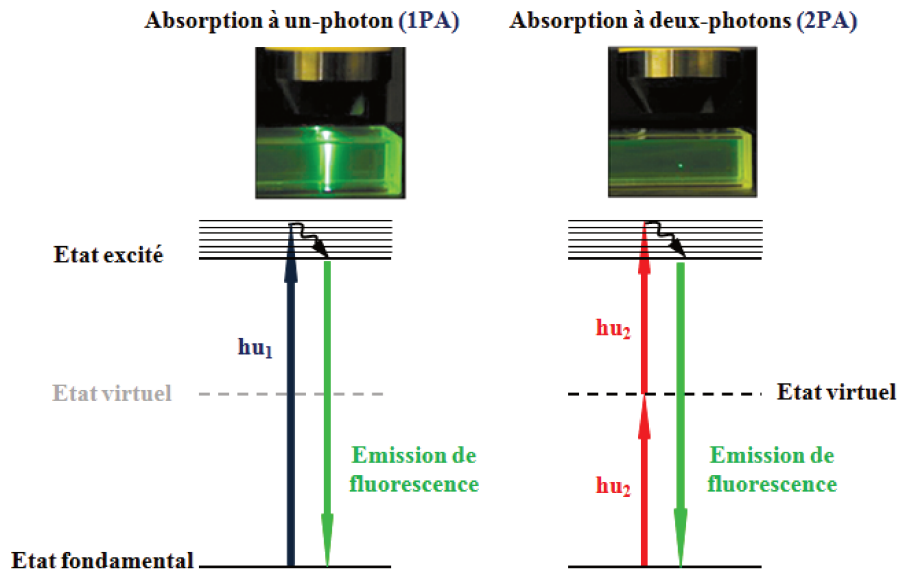 Absorption à un-photon (1PA)
Absorption à deux-photons (2PA)
Etat excité
hu₁
hu₂
Etat virtuel
Etat virtuel
hu₂
Emission de
fluorescence
Emission de
fluorescence
Etat fondamental